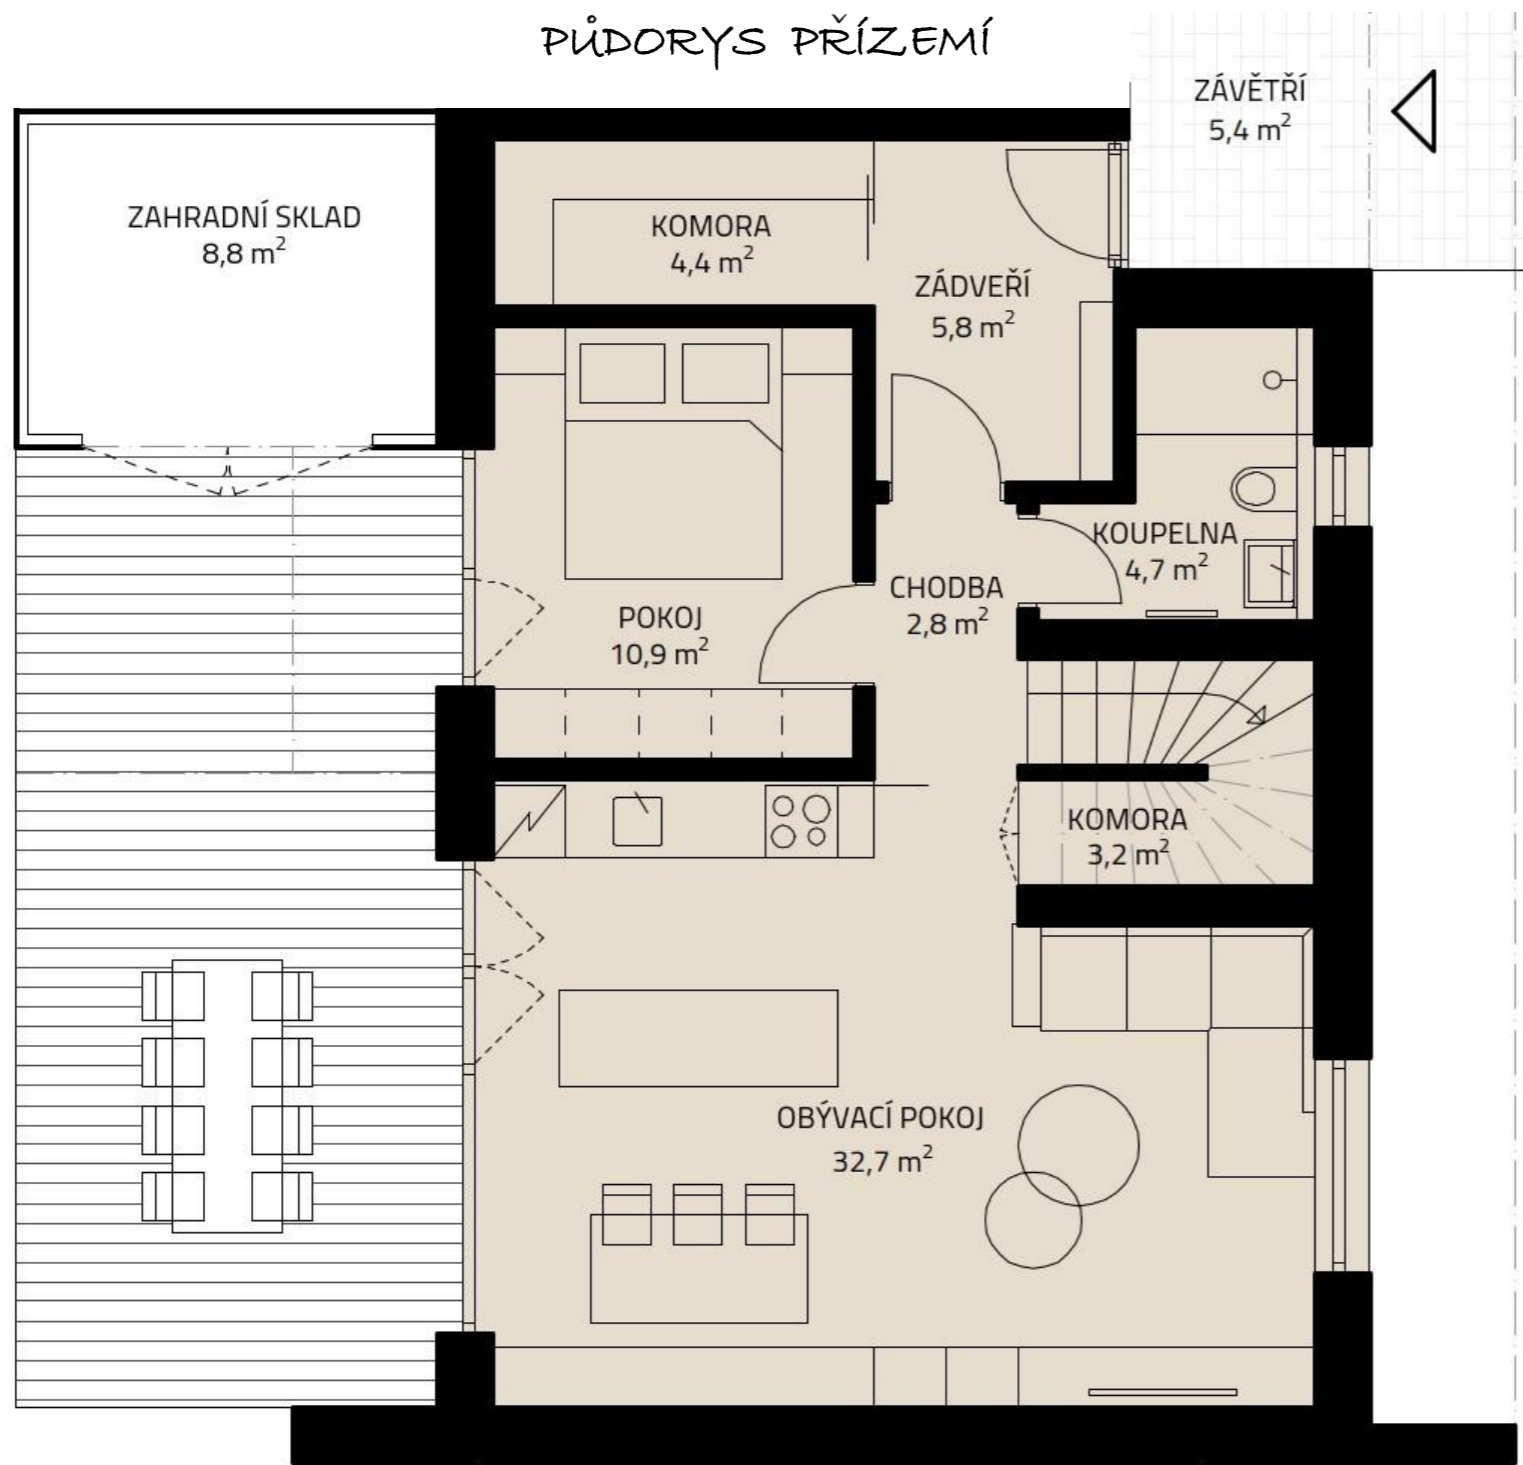 PŮDORYS PŘÍZEMÍ
ZÁVĚTŘÍ
5,4 m²
ZAHRADNÍ SKLAD
8,8 m²
KOMORA
4,4 m²
ZÁDVEŘÍ
5,8 m²
KOUPELNA
4,7 m²
CHODBA
2,8 m²
POKOJ
10,9 m²
KOMORA
3,2 m²
OBÝVACÍ POKOJ
32,7 m²